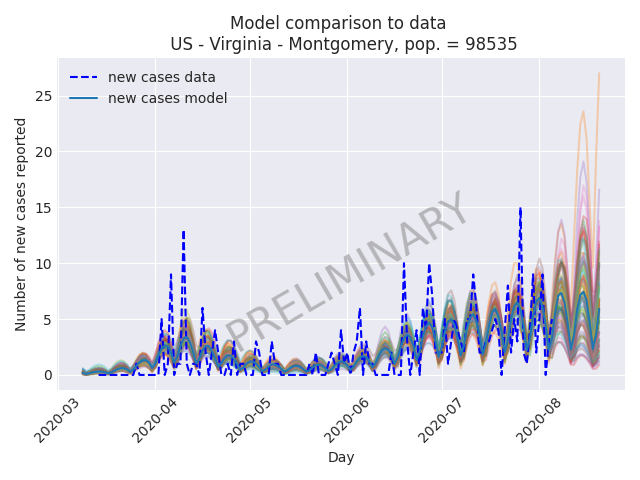 Model comparison to data
US - Virginia - Montgomery, pop. = 98535
new cases data
new cases model
PRELIMINARY
Number of new cases reported
25
20
15
10
5
0
2020-03
2020-04
2020-05
2020-06
2020-07
2020-08
Day